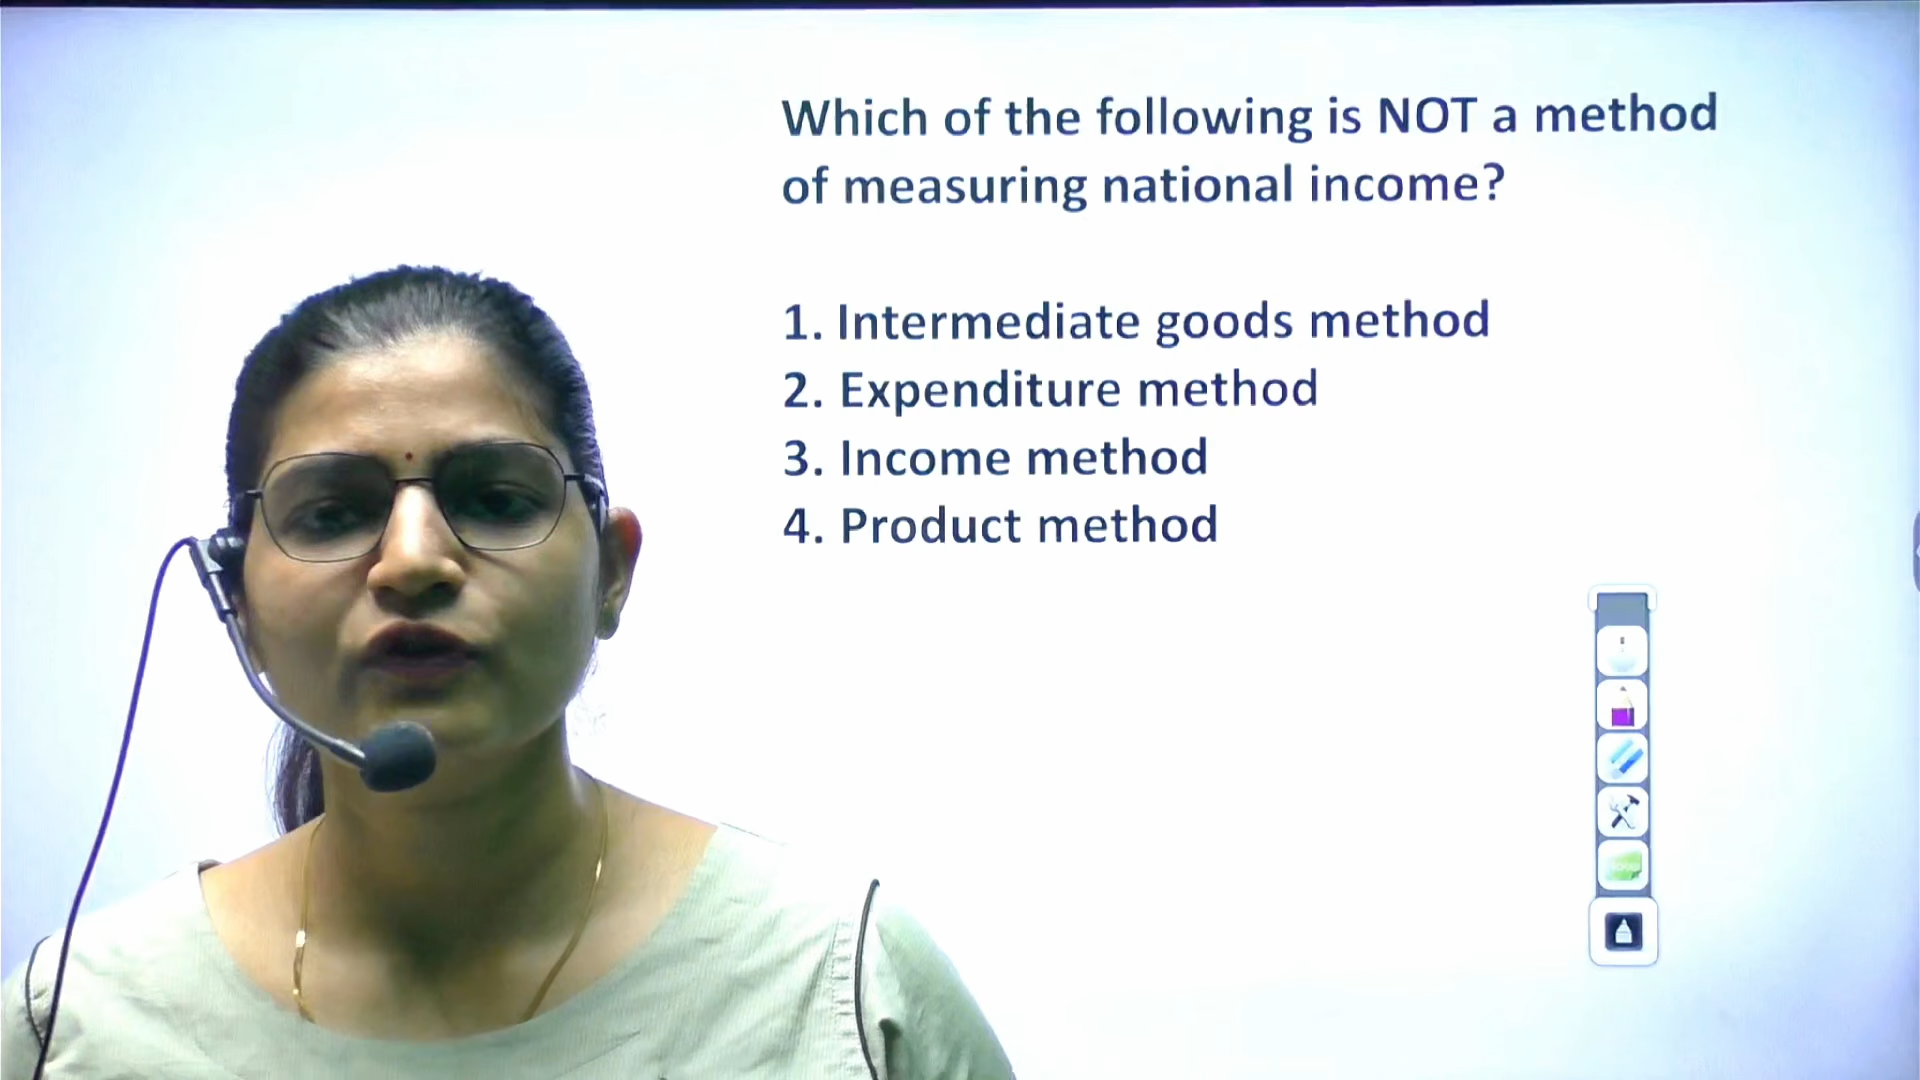 Which of the following is NOT a method
of measuring national income?
1. Intermediate goods method
2. Expenditure method
3. Income method
4. Product method